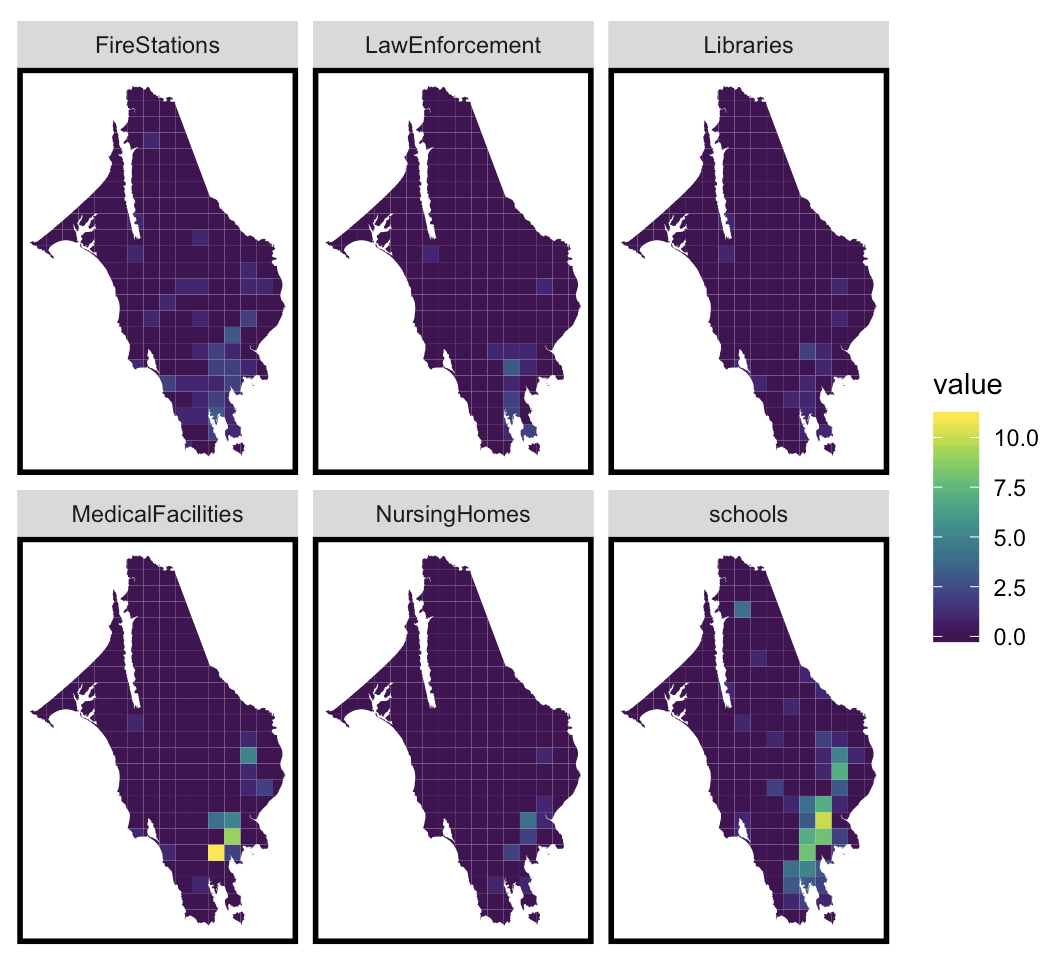 FireStations
LawEnforcement
Libraries
MedicalFacilities
NursingHomes
schools
value
10.0
7.5
5.0
2.5
0.0